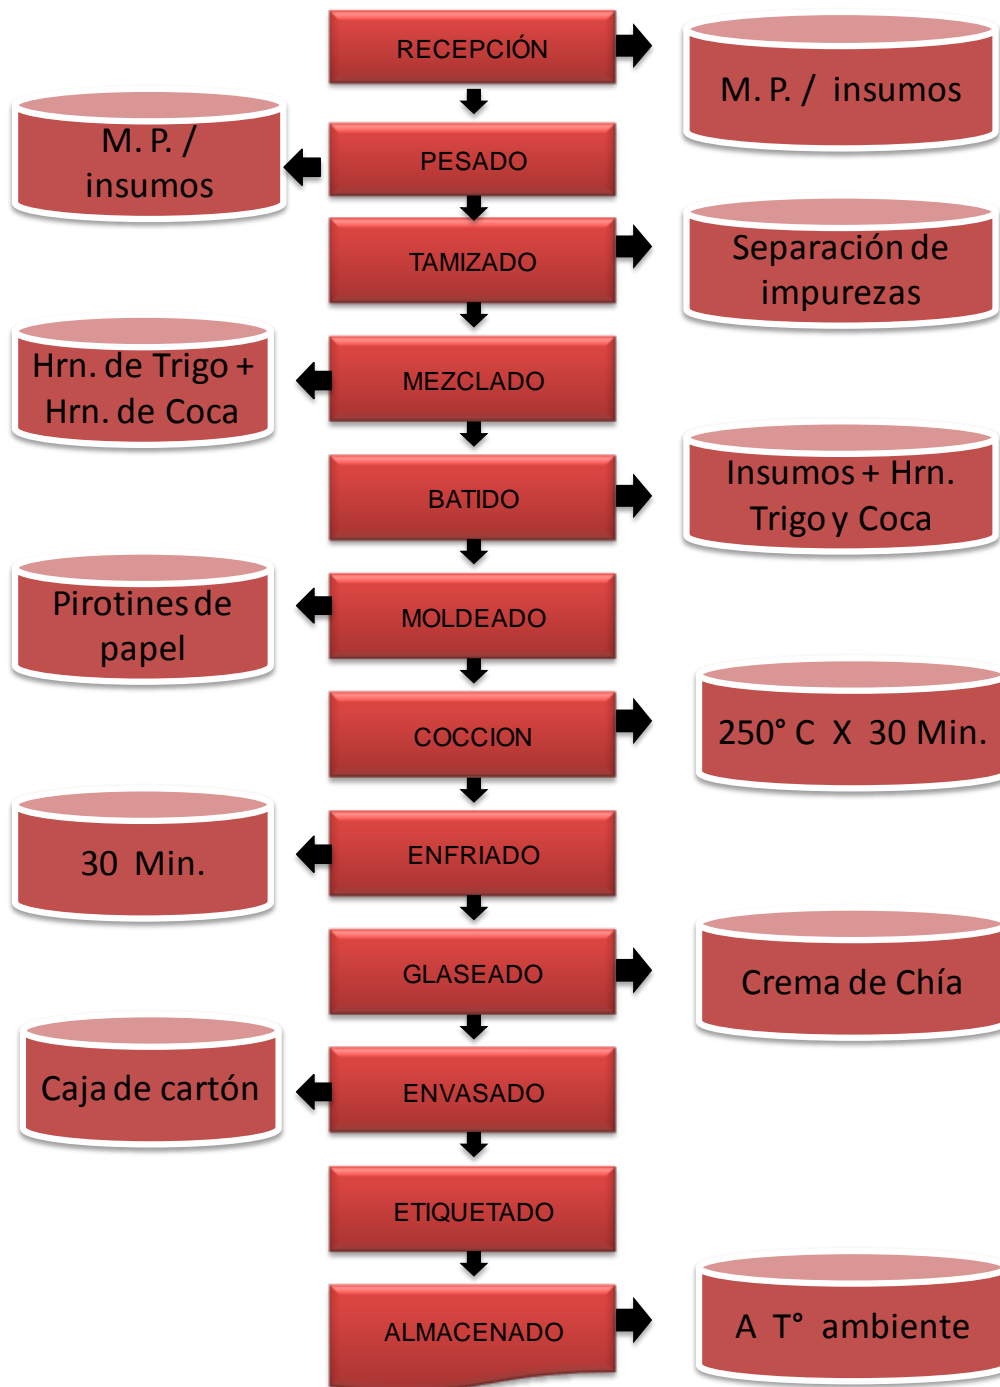 RECEPCIÓN
M. P. / insumos
PESADO
M. P. /
insumos
TAMIZADO
Separación de
impurezas
MEZCLADO
Hrn. de Trigo +
Hrn. de Coca
BATIDO
Insumos + Hrn.
Trigo y Coca
MOLDEADO
Pirotines de
papel
COCCION
250° C X 30 Min.
ENFRIADO
30 Min.
GLASEADO
Crema de Chía
ENVASADO
Caja de cartón
ETIQUETADO
ALMACENADO
A T° ambiente